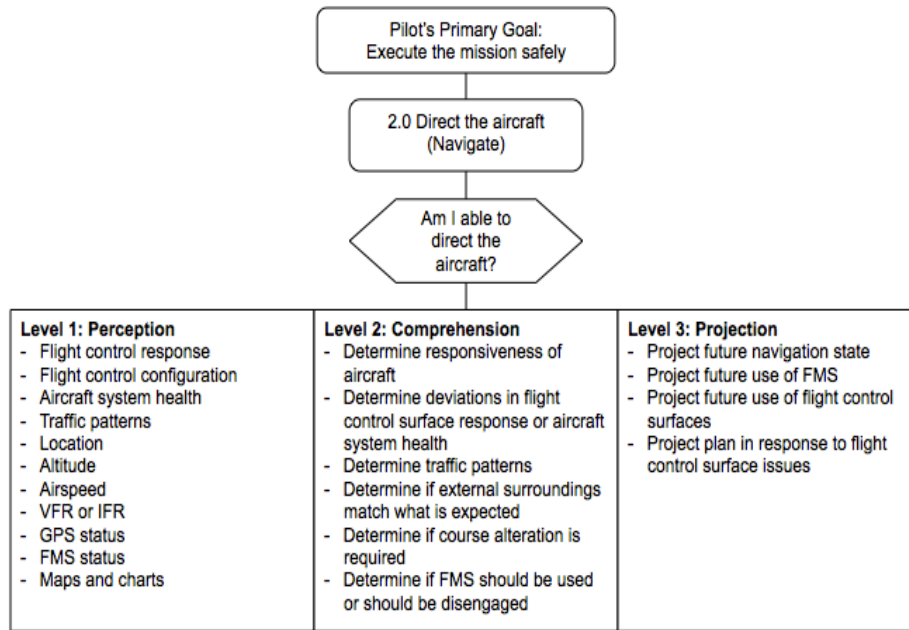 Pilot's Primary Goal:
Execute the mission safely
2.0 Direct the aircraft
(Navigate)
Am I able to
direct the
aircraft?
Level 1: Perception
- Flight control response
- Flight control configuration
- Aircraft system health
- Traffic patterns
- Location
- Altitude
- Airspeed
- VFR or IFR
- GPS status
- FMS status
- Maps and charts
Level 2: Comprehension
- Determine responsiveness of
aircraft
- Determine deviations in flight
control surface response or aircraft
system health
- Determine traffic patterns
- Determine if external surroundings
match what is expected
- Determine if course alteration is
required
- Determine if FMS should be used
or should be disengaged
Level 3: Projection
- Project future navigation state
- Project future use of FMS
- Project future use of flight control
surfaces
- Project plan in response to flight
control surface issues